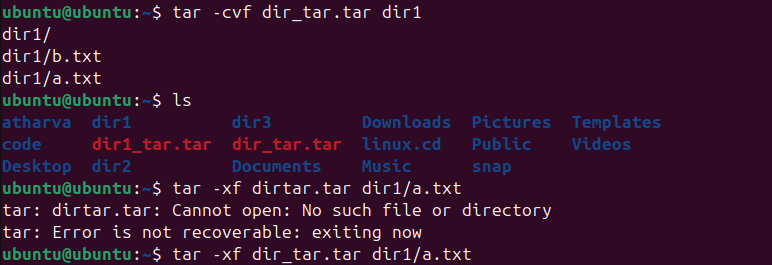 ubuntu@ubuntu:~$ tar -cvf dir_tar.tar dir1
dir1/
dir1/b.txt
dir1/a.txt
ubuntu@ubuntu:~$ ls
atharva  dir1          dir3         Downloads  Pictures  Templates
code     dir1_tar.tar  dir_tar.tar  linux.cd   Public    Videos
Desktop  dir2          Documents    Music      snap
ubuntu@ubuntu:~$ tar -xf dirtar.tar dir1/a.txt
tar: dirtar.tar: Cannot open: No such file or directory
tar: Error is not recoverable: exiting now
ubuntu@ubuntu:~$ tar -xf dir_tar.tar dir1/a.txt